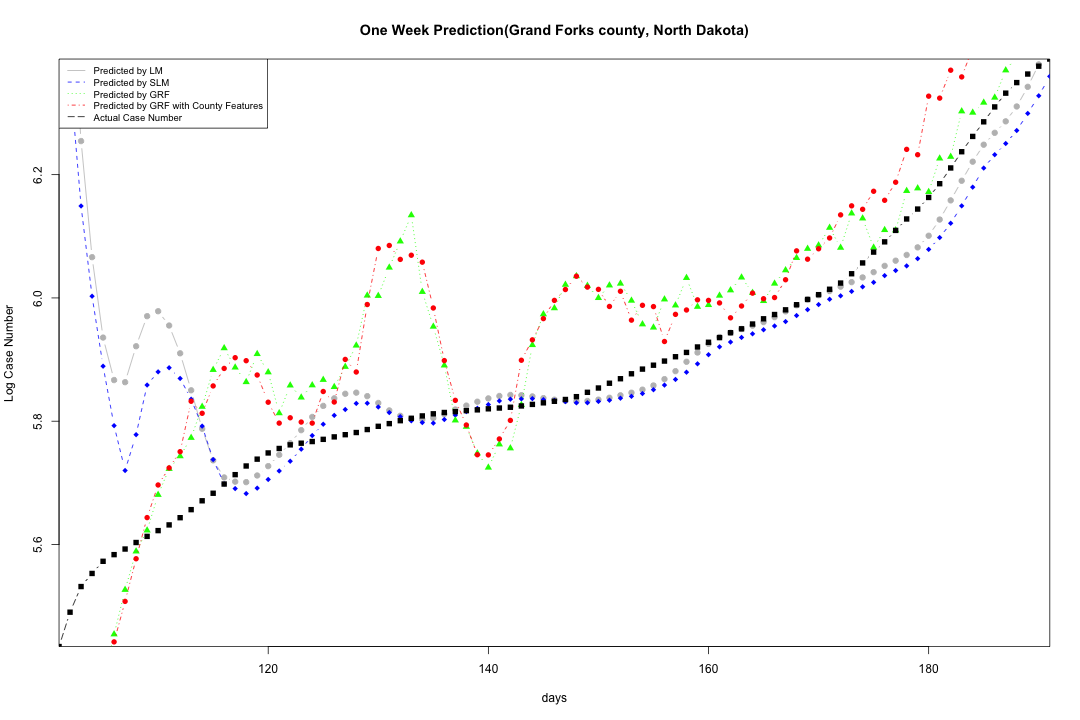 One Week Prediction(Grand Forks county, North Dakota)
Predicted by LM
Predicted by SLM
Predicted by GRF
Predicted by GRF with County Features
Actual Case Number
6.2
6.0
5.8
5.6
Log Case Number
120 140 160 180
days